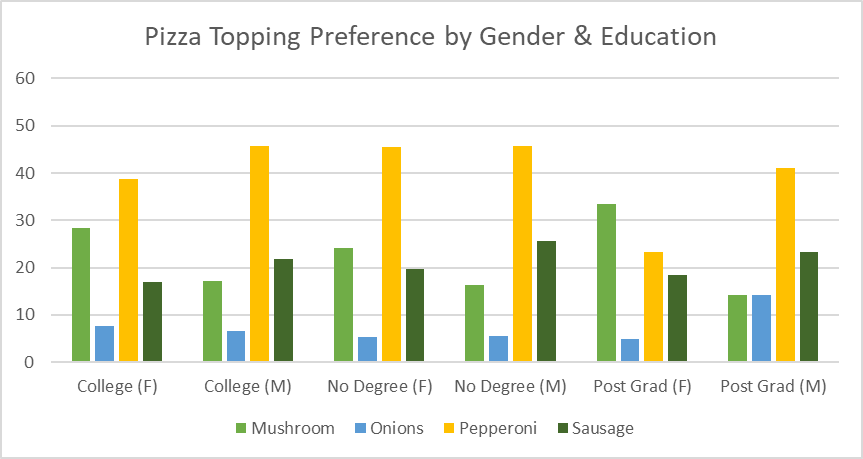 Pizza Topping Preference by Gender & Education
60
50
40
30
20
10
0
College (F) College (M) No Degree (F) No Degree (M) Post Grad (F) Post Grad (M)
Mushroom Onions Pepperoni Sausage